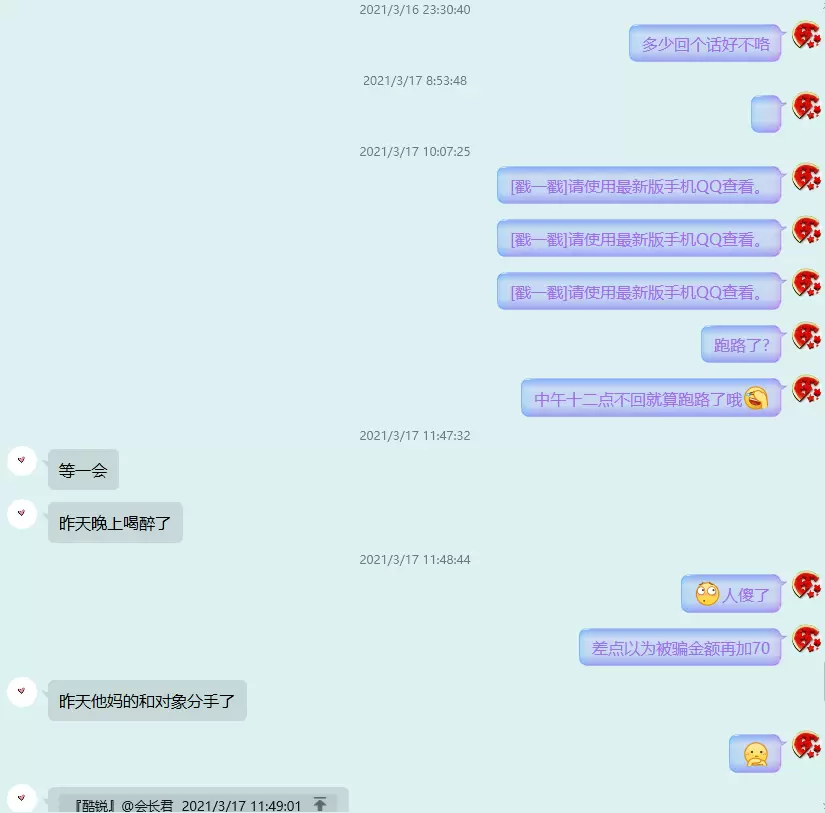 2021/3/16 23:30:40
多少回个话好不咯
2021/3/17 8:53:48
2021/3/17 10:07:25
[戳一戳]请使用最新版手机QQ查看。
[戳一戳]请使用最新版手机QQ查看。
[戳一戳]请使用最新版手机QQ查看。
跑路了?
中午十二点不回就算跑路了哦
2021/3/17 11:47:32
等一会
昨天晚上喝醉了
2021/3/17 11:48:44
人傻了
差点以为被骗金额再加70
昨天他妈的和对象分手了
『酷锐』@会长君 2021/3/17 11:49:01